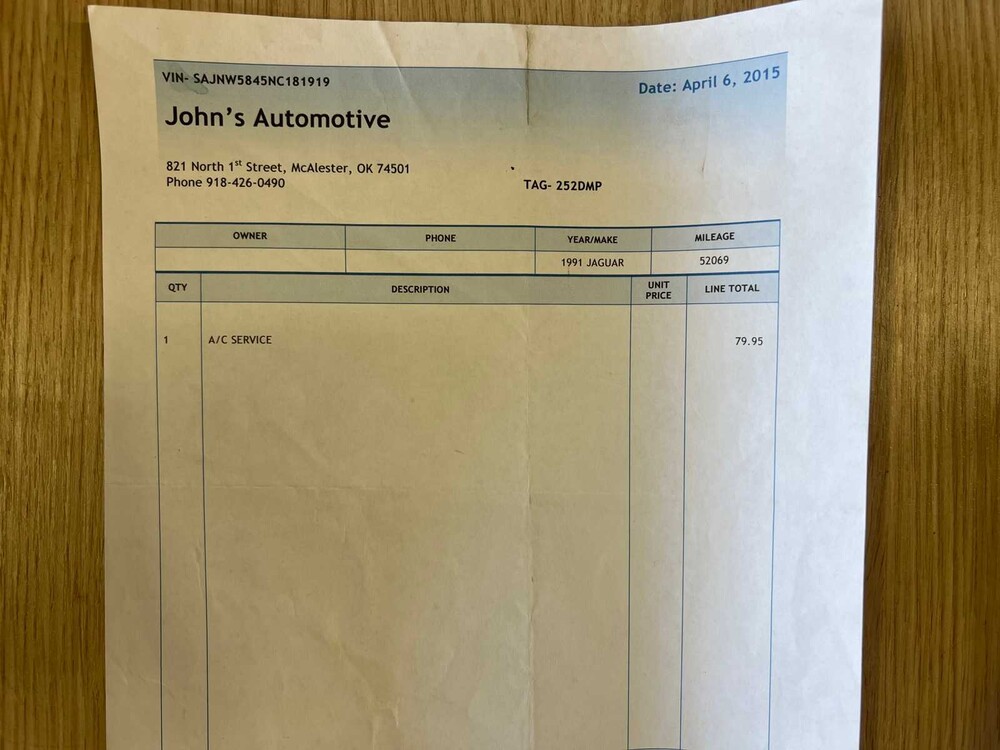 VIN- SAJNW5845NC181919
Date: April 6, 2015
John's Automotive
821 North 1st Street, McAlester, OK 74501
Phone 918-426-0490
TAG- 252DMP
OWNER PHONE YEAR/MAKE MILEAGE
1991 JAGUAR 52069
QTY DESCRIPTION UNIT PRICE LINE TOTAL
1 A/C SERVICE 79.95